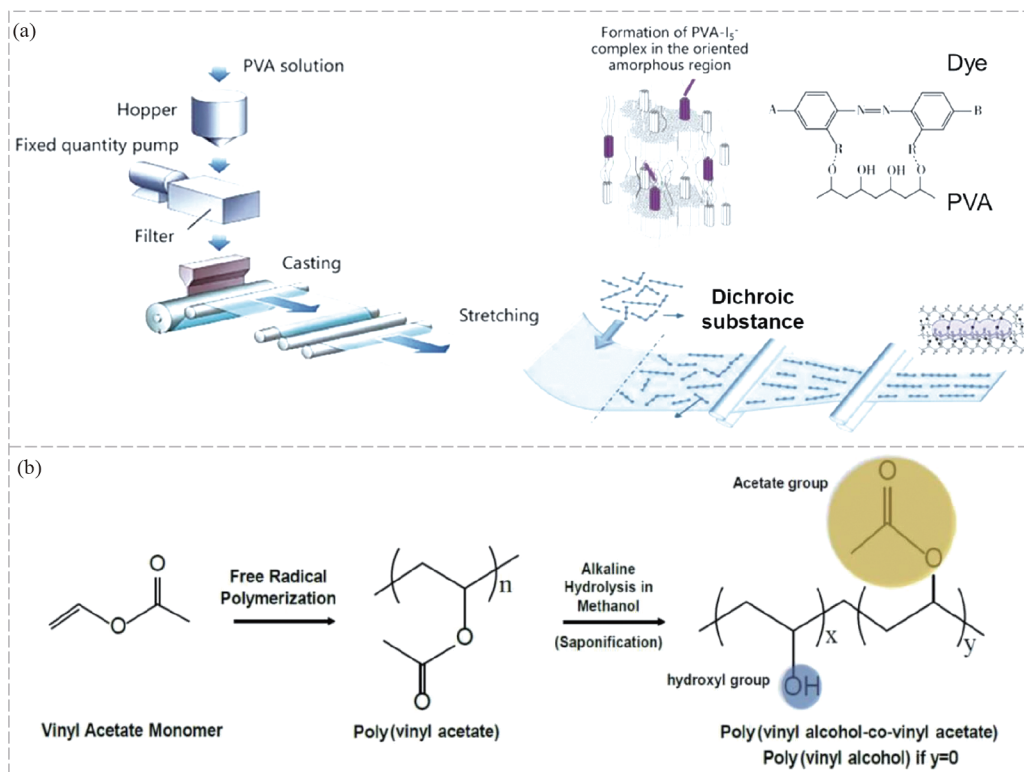 (a)
PVA solution
Hopper
Fixed quantity pump
Filter
Casting
Stretching
Formation of PVA-I₅⁻
complex in the oriented
amorphous region
Dye
A
N
N
B
R
R
O
OH
OH
O
PVA
Dichroic
substance
(b)
O
O
Vinyl Acetate Monomer
Free Radical
Polymerization
n
O
O
Poly(vinyl acetate)
Alkaline
Hydrolysis in
Methanol
(Saponification)
Acetate group
O
O
x
y
hydroxyl group
OH
Poly(vinyl alcohol-co-vinyl acetate)
Poly(vinyl alcohol) if y=0